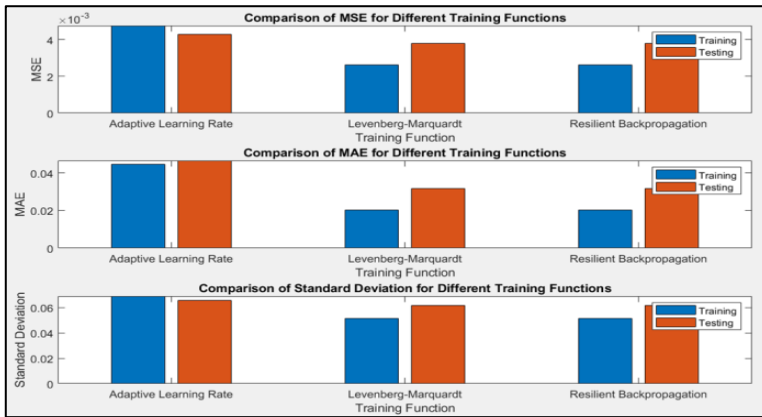 Comparison of MSE for Different Training Functions
×10⁻³
4
2
0
MSE
Training
Testing
Adaptive Learning Rate Levenberg-Marquardt Resilient Backpropagation
Training Function
Comparison of MAE for Different Training Functions
0.04
0.02
0
MAE
Training
Testing
Adaptive Learning Rate Levenberg-Marquardt Resilient Backpropagation
Training Function
Comparison of Standard Deviation for Different Training Functions
0.06
0.04
0.02
0
Standard Deviation
Training
Testing
Adaptive Learning Rate Levenberg-Marquardt Resilient Backpropagation
Training Function